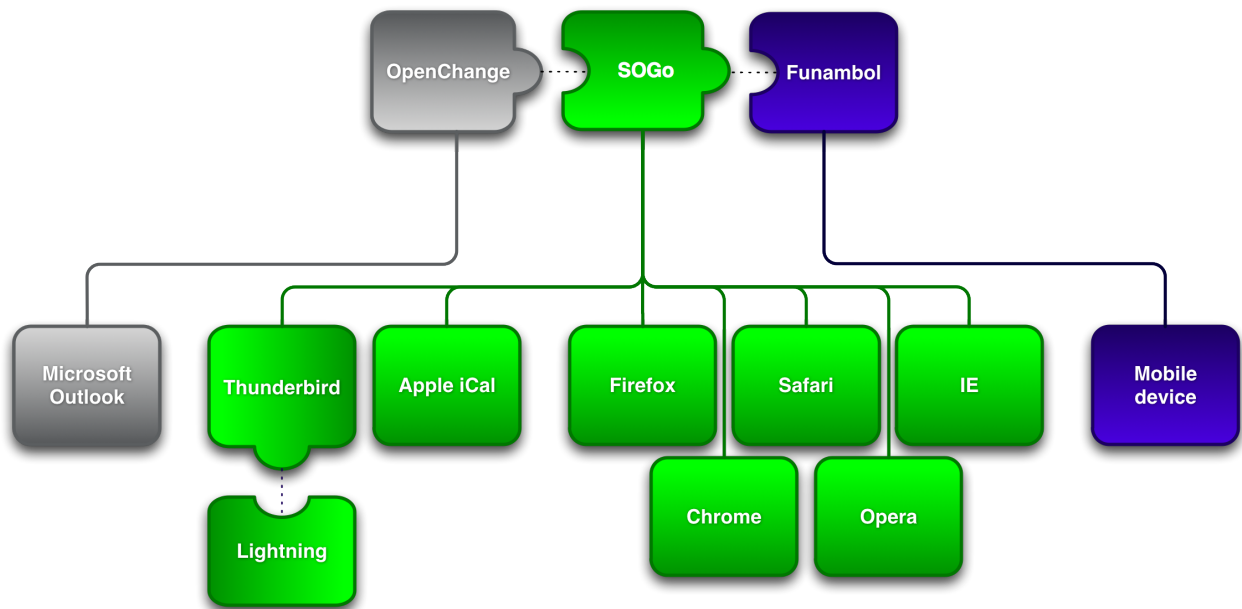 OpenChange
SOGo
Funambol
Microsoft
Outlook
Thunderbird
Apple iCal
Firefox
Safari
IE
Mobile
device
Chrome
Opera
Lightning